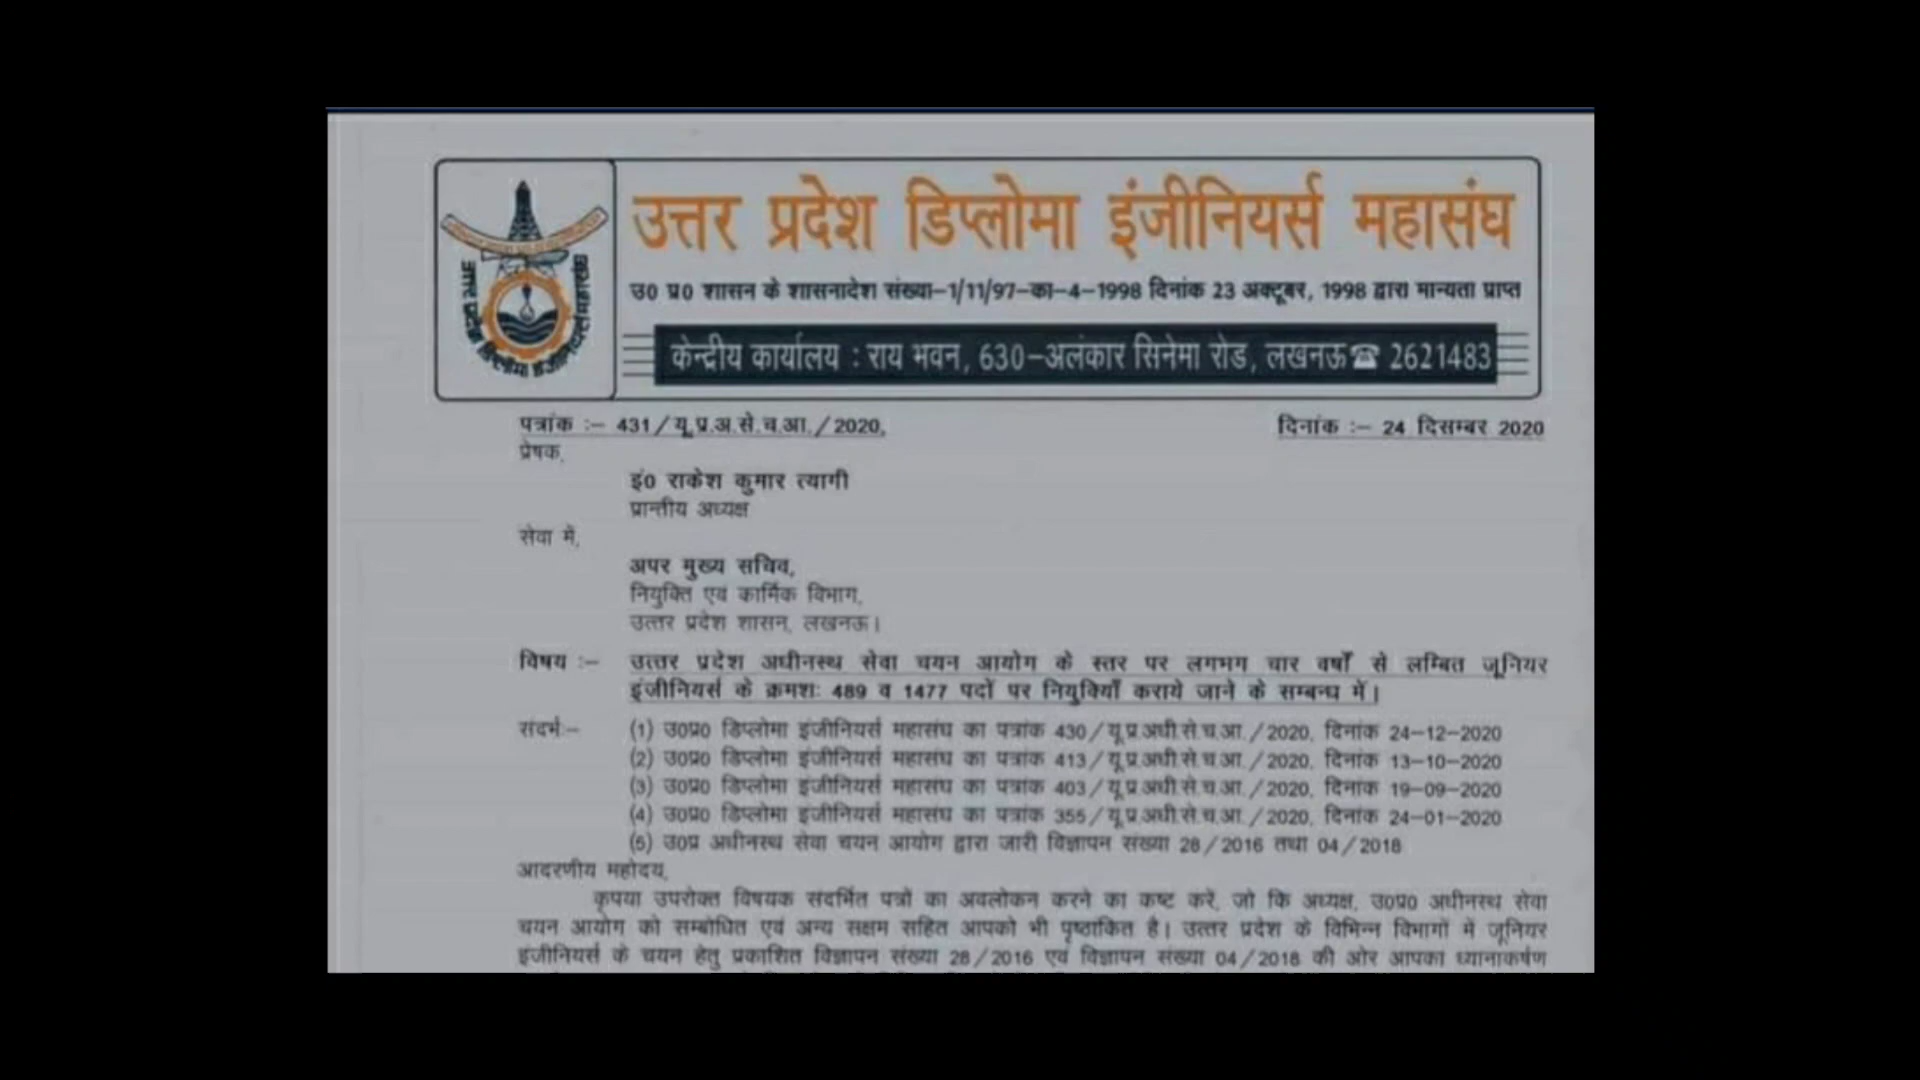 उत्तर प्रदेश डिप्लोमा इंजीनियर्स महासंघ
उ0 प्र0 शासन के शासनादेश संख्या–1/11/97–का–4–1998 दिनांक 23 अक्टूबर, 1998 द्वारा मान्यता प्राप्त
केन्द्रीय कार्यालय : राय भवन, 630–अलंकार सिनेमा रोड, लखनऊ☎ 2621483
उत्तर प्रदेश डिप्लोमा इंजीनियर्स महासंघ
पत्रांक :– 431/यू.प्र.अ.से.च.आ./2020, दिनांक :– 24 दिसम्बर 2020
प्रेषक,
इं0 राकेश कुमार त्यागी
प्रान्तीय अध्यक्ष
सेवा में,
अपर मुख्य सचिव,
नियुक्ति एवं कार्मिक विभाग,
उत्तर प्रदेश शासन, लखनऊ।
विषय :– उत्तर प्रदेश अधीनस्थ सेवा चयन आयोग के स्तर पर लगभग चार वर्षों से लम्बित जूनियर
इंजीनियर्स के क्रमशः 489 व 1477 पदों पर नियुक्तियाँ कराये जाने के सम्बन्ध में।
संदर्भः– (1) उ0प्र0 डिप्लोमा इंजीनियर्स महासंघ का पत्रांक 430/यू.प्र.अधी.से.च.आ./2020, दिनांक 24–12–2020
(2) उ0प्र0 डिप्लोमा इंजीनियर्स महासंघ का पत्रांक 413/यू.प्र.अधी.से.च.आ./2020, दिनांक 13–10–2020
(3) उ0प्र0 डिप्लोमा इंजीनियर्स महासंघ का पत्रांक 403/यू.प्र.अधी.से.च.आ./2020, दिनांक 19–09–2020
(4) उ0प्र0 डिप्लोमा इंजीनियर्स महासंघ का पत्रांक 355/यू.प्र.अधी.से.च.आ./2020, दिनांक 24–01–2020
(5) उ0प्र अधीनस्थ सेवा चयन आयोग द्वारा जारी विज्ञापन संख्या 28/2016 तथा 04/2018
आदरणीय महोदय,
कृपया उपरोक्त विषयक संदर्भित पत्रों का अवलोकन करने का कष्ट करें, जो कि अध्यक्ष, उ0प्र0 अधीनस्थ सेवा
चयन आयोग को सम्बोधित एवं अन्य सक्षम सहित आपको भी पृष्ठांकित है। उत्तर प्रदेश के विभिन्न विभागों में जूनियर
इंजीनियर्स के चयन हेतु प्रकाशित विज्ञापन संख्या 28/2016 एवं विज्ञापन संख्या 04/2018 की ओर आपका ध्यानाकर्षण